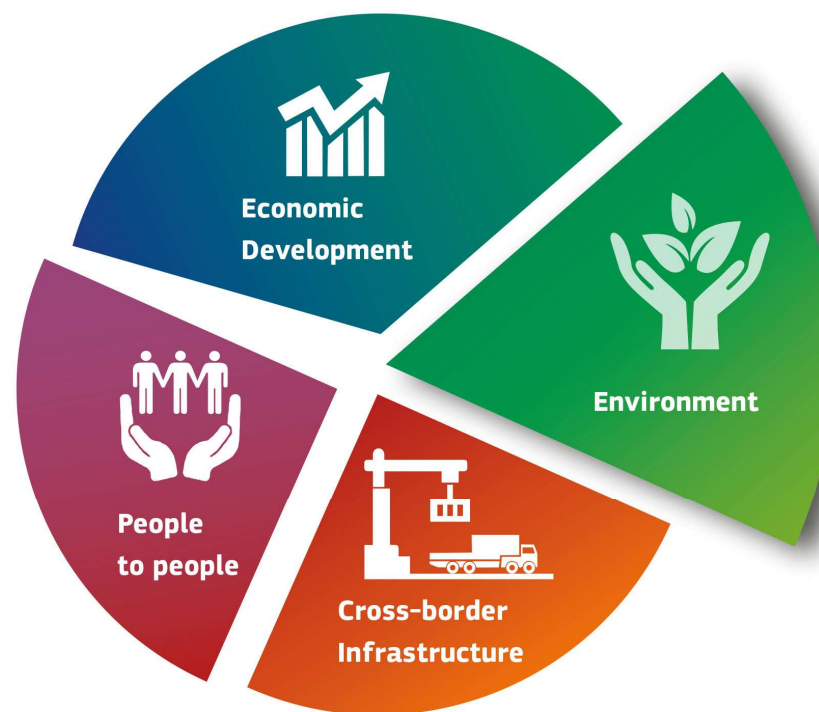 Economic
Development
Environment
People
to people
Cross-border
Infrastructure